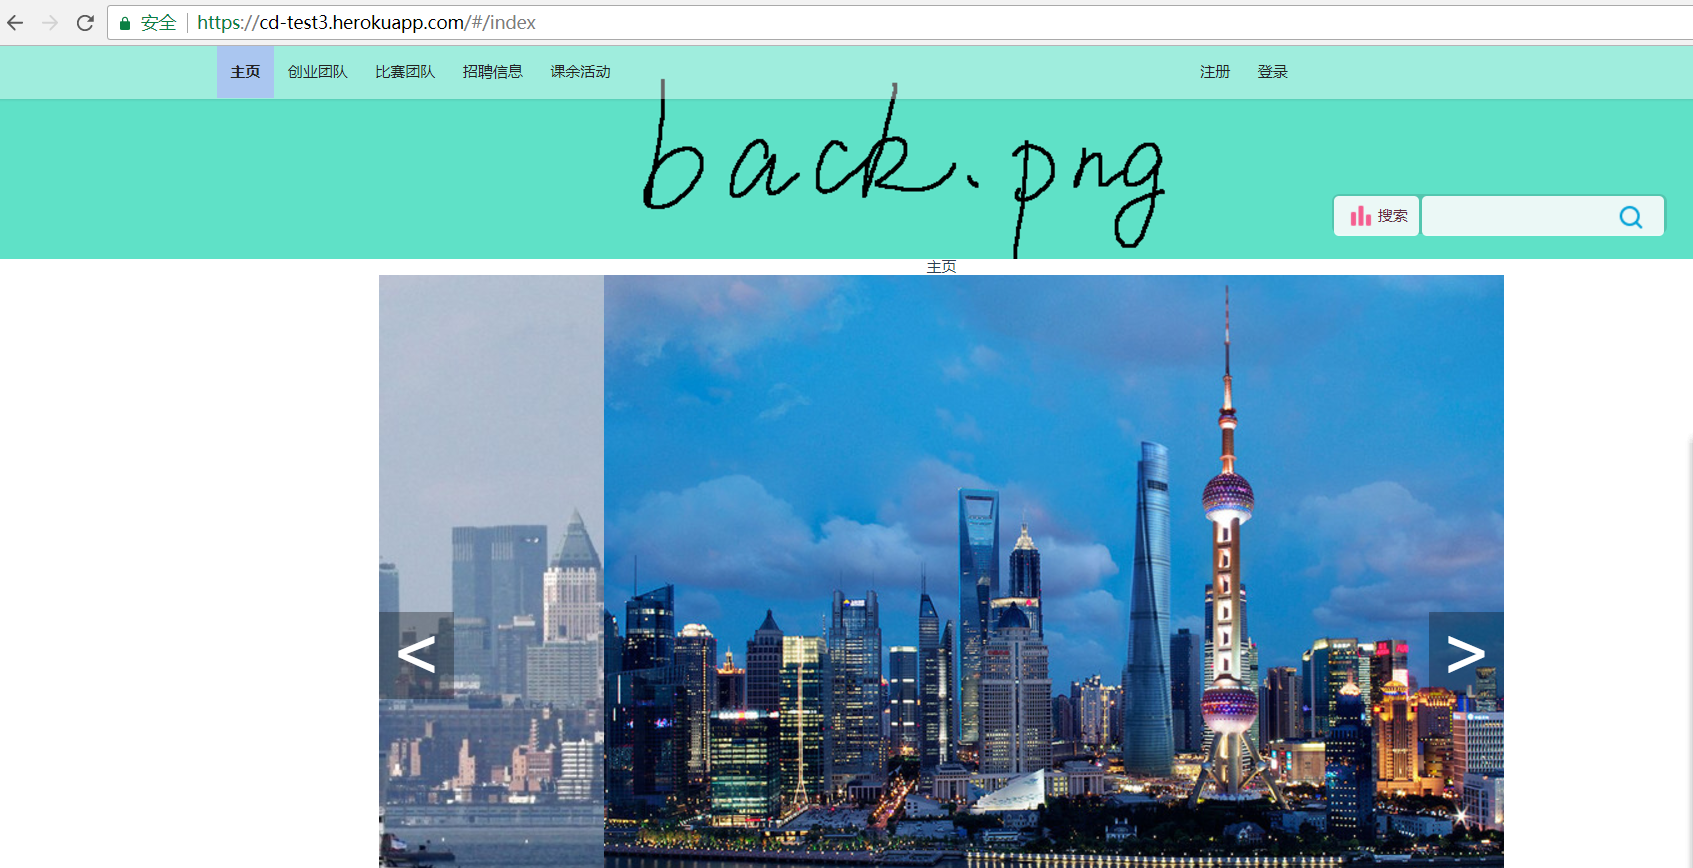 安全 https://cd-test3.herokuapp.com/#/index
主页 创业团队 比赛团队 招聘信息 课余活动 注册 登录
back.png
搜索
主页
< >